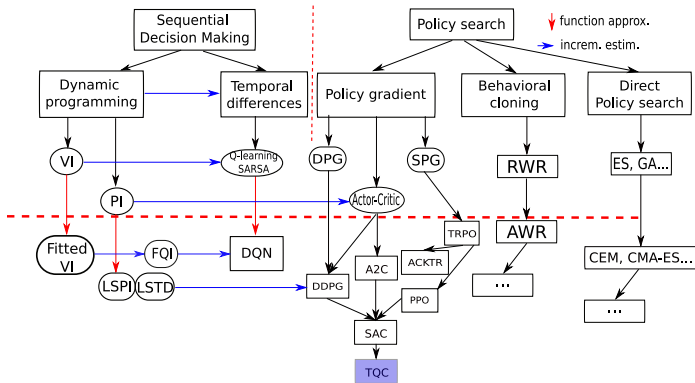 Sequential
Decision Making
Policy search
function approx.
increm. estim.
Dynamic
programming
Temporal
differences
Policy gradient
Behavioral
cloning
Direct
Policy search
VI
Q-learning
SARSA
DPG
SPG
RWR
ES, GA...
PI
Actor-Critic
Fitted
VI
FQI
DQN
TRPO
AWR
ACKTR
A2C
CEM, CMA-ES...
LSPI
LSTD
DDPG
PPO
...
...
SAC
TQC